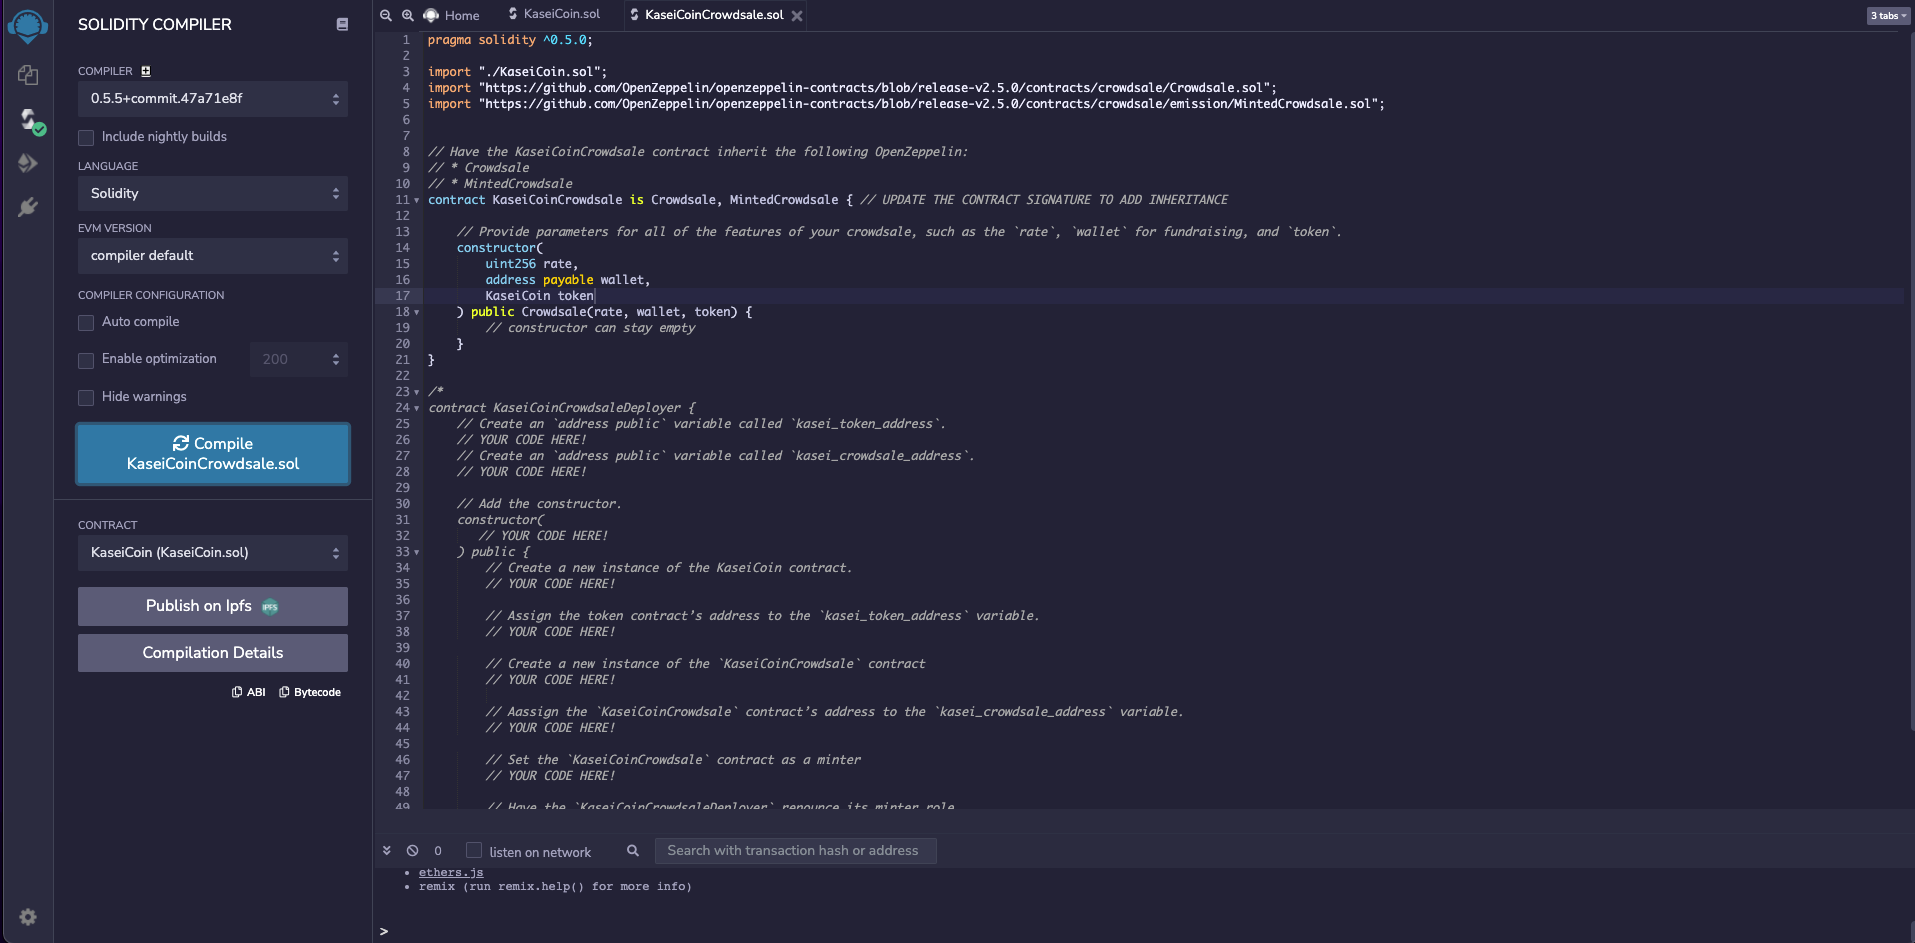 SOLIDITY COMPILER
COMPILER
0.5.5+commit.47a71e8f
Include nightly builds
LANGUAGE
Solidity
EVM VERSION
compiler default
COMPILER CONFIGURATION
Auto compile
Enable optimization 200
Hide warnings
Compile
KaseiCoinCrowdsale.sol
CONTRACT
KaseiCoin (KaseiCoin.sol)
Publish on Ipfs IPFS
Compilation Details
ABI Bytecode
Home KaseiCoin.sol KaseiCoinCrowdsale.sol 3 tabs
1 pragma solidity ^0.5.0;
2
3 import "./KaseiCoin.sol";
4 import "https://github.com/OpenZeppelin/openzeppelin-contracts/blob/release-v2.5.0/contracts/crowdsale/Crowdsale.sol";
5 import "https://github.com/OpenZeppelin/openzeppelin-contracts/blob/release-v2.5.0/contracts/crowdsale/emission/MintedCrowdsale.sol";
6
7
8 // Have the KaseiCoinCrowdsale contract inherit the following OpenZeppelin:
9 // * Crowdsale
10 // * MintedCrowdsale
11 contract KaseiCoinCrowdsale is Crowdsale, MintedCrowdsale { // UPDATE THE CONTRACT SIGNATURE TO ADD INHERITANCE
12
13 // Provide parameters for all of the features of your crowdsale, such as the `rate`, `wallet` for fundraising, and `token`.
14 constructor(
15 uint256 rate,
16 address payable wallet,
17 KaseiCoin token
18 ) public Crowdsale(rate, wallet, token) {
19 // constructor can stay empty
20 }
21 }
22
23 /*
24 contract KaseiCoinCrowdsaleDeployer {
25 // Create an `address public` variable called `kasei_token_address`.
26 // YOUR CODE HERE!
27 // Create an `address public` variable called `kasei_crowdsale_address`.
28 // YOUR CODE HERE!
29
30 // Add the constructor.
31 constructor(
32 // YOUR CODE HERE!
33 ) public {
34 // Create a new instance of the KaseiCoin contract.
35 // YOUR CODE HERE!
36
37 // Assign the token contract’s address to the `kasei_token_address` variable.
38 // YOUR CODE HERE!
39
40 // Create a new instance of the `KaseiCoinCrowdsale` contract
41 // YOUR CODE HERE!
42
43 // Aassign the `KaseiCoinCrowdsale` contract’s address to the `kasei_crowdsale_address` variable.
44 // YOUR CODE HERE!
45
46 // Set the `KaseiCoinCrowdsale` contract as a minter
47 // YOUR CODE HERE!
48
49 // Have the `KaseiCoinCrowdsaleDeployer` renounce its minter role.
0 listen on network Search with transaction hash or address
• ethers.js
• remix (run remix.help() for more info)
>